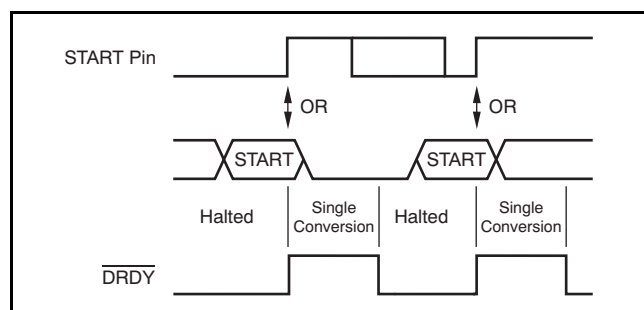 START Pin
OR
OR
START
START
Halted
Single
Conversion
Halted
Single
Conversion
DRDY